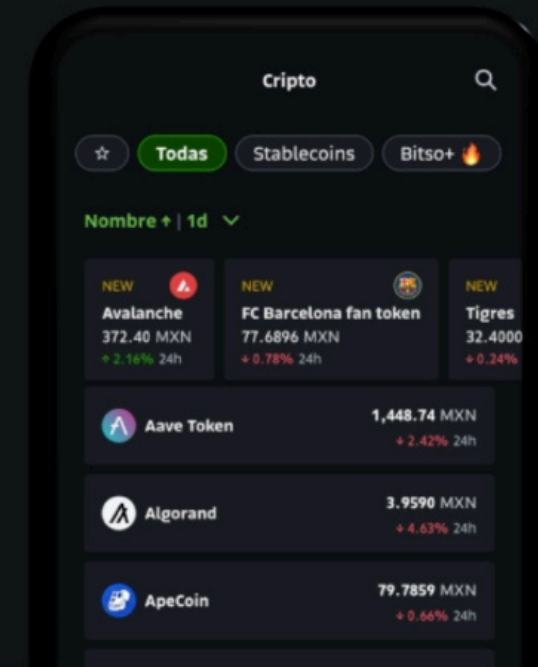 Cripto
☆ Todas Stablecoins Bitso+ 🔥
Nombre ↑ | 1d
NEW
Avalanche
372.40 MXN
↑ 2.16% 24h
NEW
FC Barcelona fan token
77.6896 MXN
↓ 0.78% 24h
NEW
Tigres
32.4000
↓ 0.24%
Aave Token
1,448.74 MXN
↓ 2.42% 24h
Algorand
3.9590 MXN
↓ 4.63% 24h
ApeCoin
79.7859 MXN
↓ 0.66% 24h